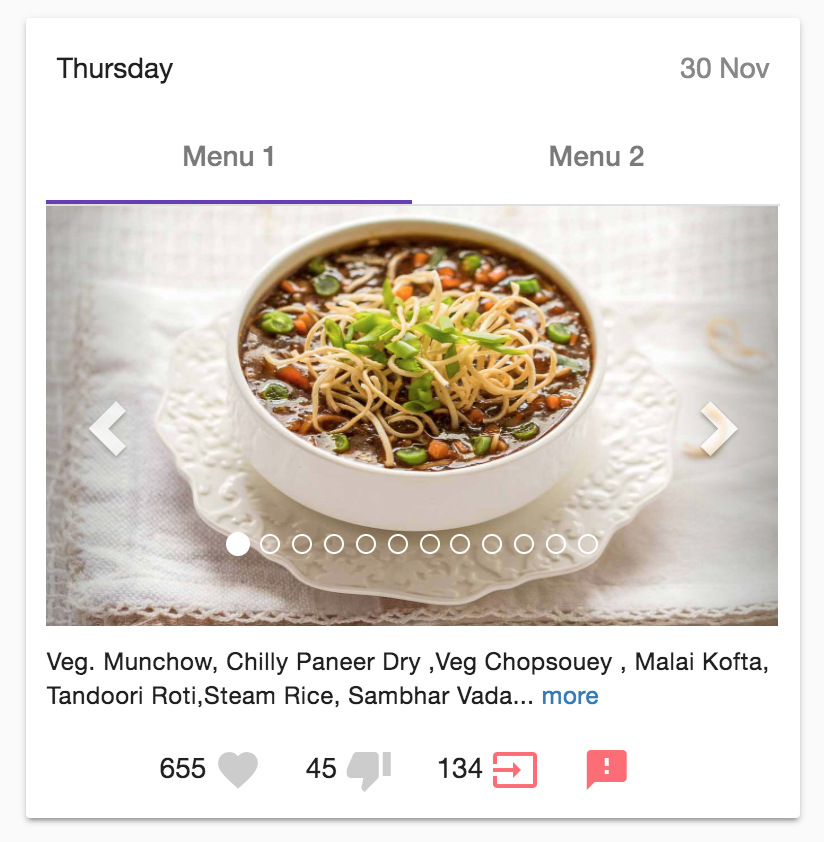 Thursday
30 Nov
Menu 1
Menu 2
Veg. Munchow, Chilly Paneer Dry ,Veg Chopsouey , Malai Kofta,
Tandoori Roti,Steam Rice, Sambhar Vada... more
655
45
134
!